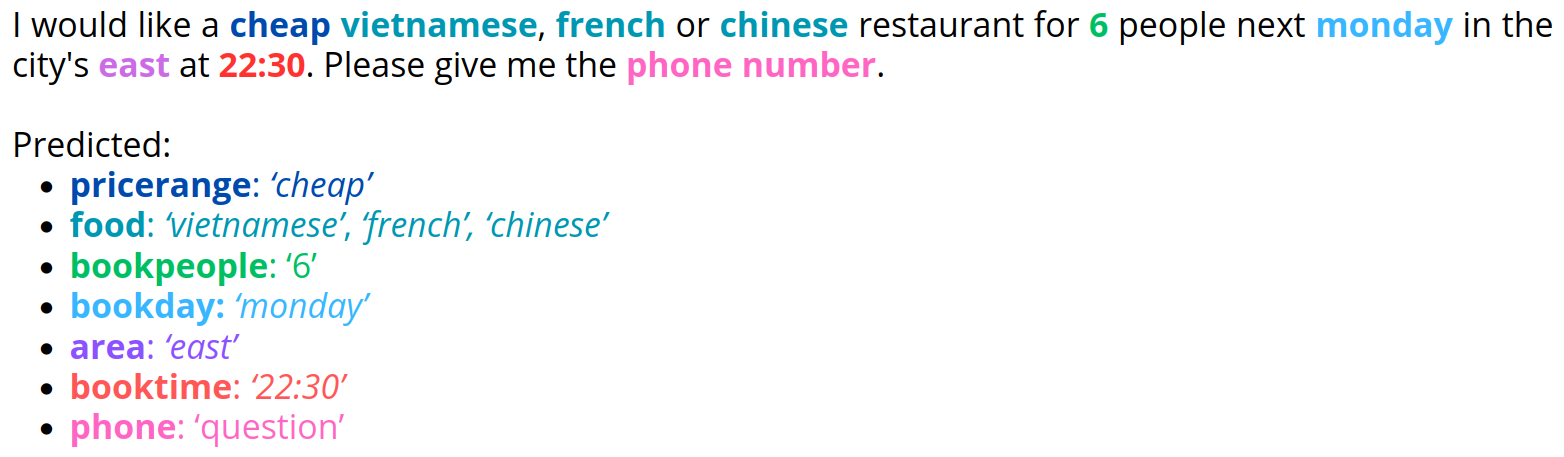 I would like a cheap vietnamese, french or chinese restaurant for 6 people next monday in the
city's east at 22:30. Please give me the phone number.
Predicted:
• pricerange: ‘cheap’
• food: ‘vietnamese’, ‘french’, ‘chinese’
• bookpeople: ‘6’
• bookday: ‘monday’
• area: ‘east’
• booktime: ‘22:30’
• phone: ‘question’